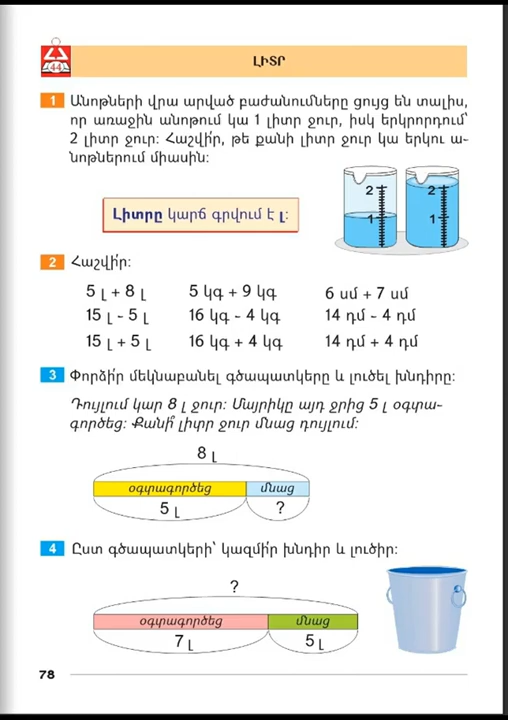 44
ԼԻՏՐ
1 Անոթների վրա արված բաժանումները ցույց են տալիս,
որ առաջին անոթում կա 1 լիտր ջուր, իսկ երկրորդում՝
2 լիտր ջուր: Հաշվի՛ր, թե քանի լիտր ջուր կա երկու ա-
նոթներում միասին:
2 2
1 1
Լիտրը կարճ գրվում է լ:
2 Հաշվի՛ր:
5 լ + 8 լ 5 կգ + 9 կգ 6 սմ + 7 սմ
15 լ - 5 լ 16 կգ - 4 կգ 14 դմ - 4 դմ
15 լ + 5 լ 16 կգ + 4 կգ 14 դմ + 4 դմ
3 Փորձի՛ր մեկնաբանել գծապատկերը և լուծել խնդիրը:
Դույլում կար 8 լ ջուր: Մայրիկը այդ ջրից 5 լ օգտա-
գործեց: Քանի՞ լիտր ջուր մնաց դույլում:
8 լ
օգտագործեց մնաց
5 լ ?
4 Ըստ գծապատկերի՝ կազմի՛ր խնդիր և լուծիր:
?
օգտագործեց մնաց
7 լ 5 լ
78